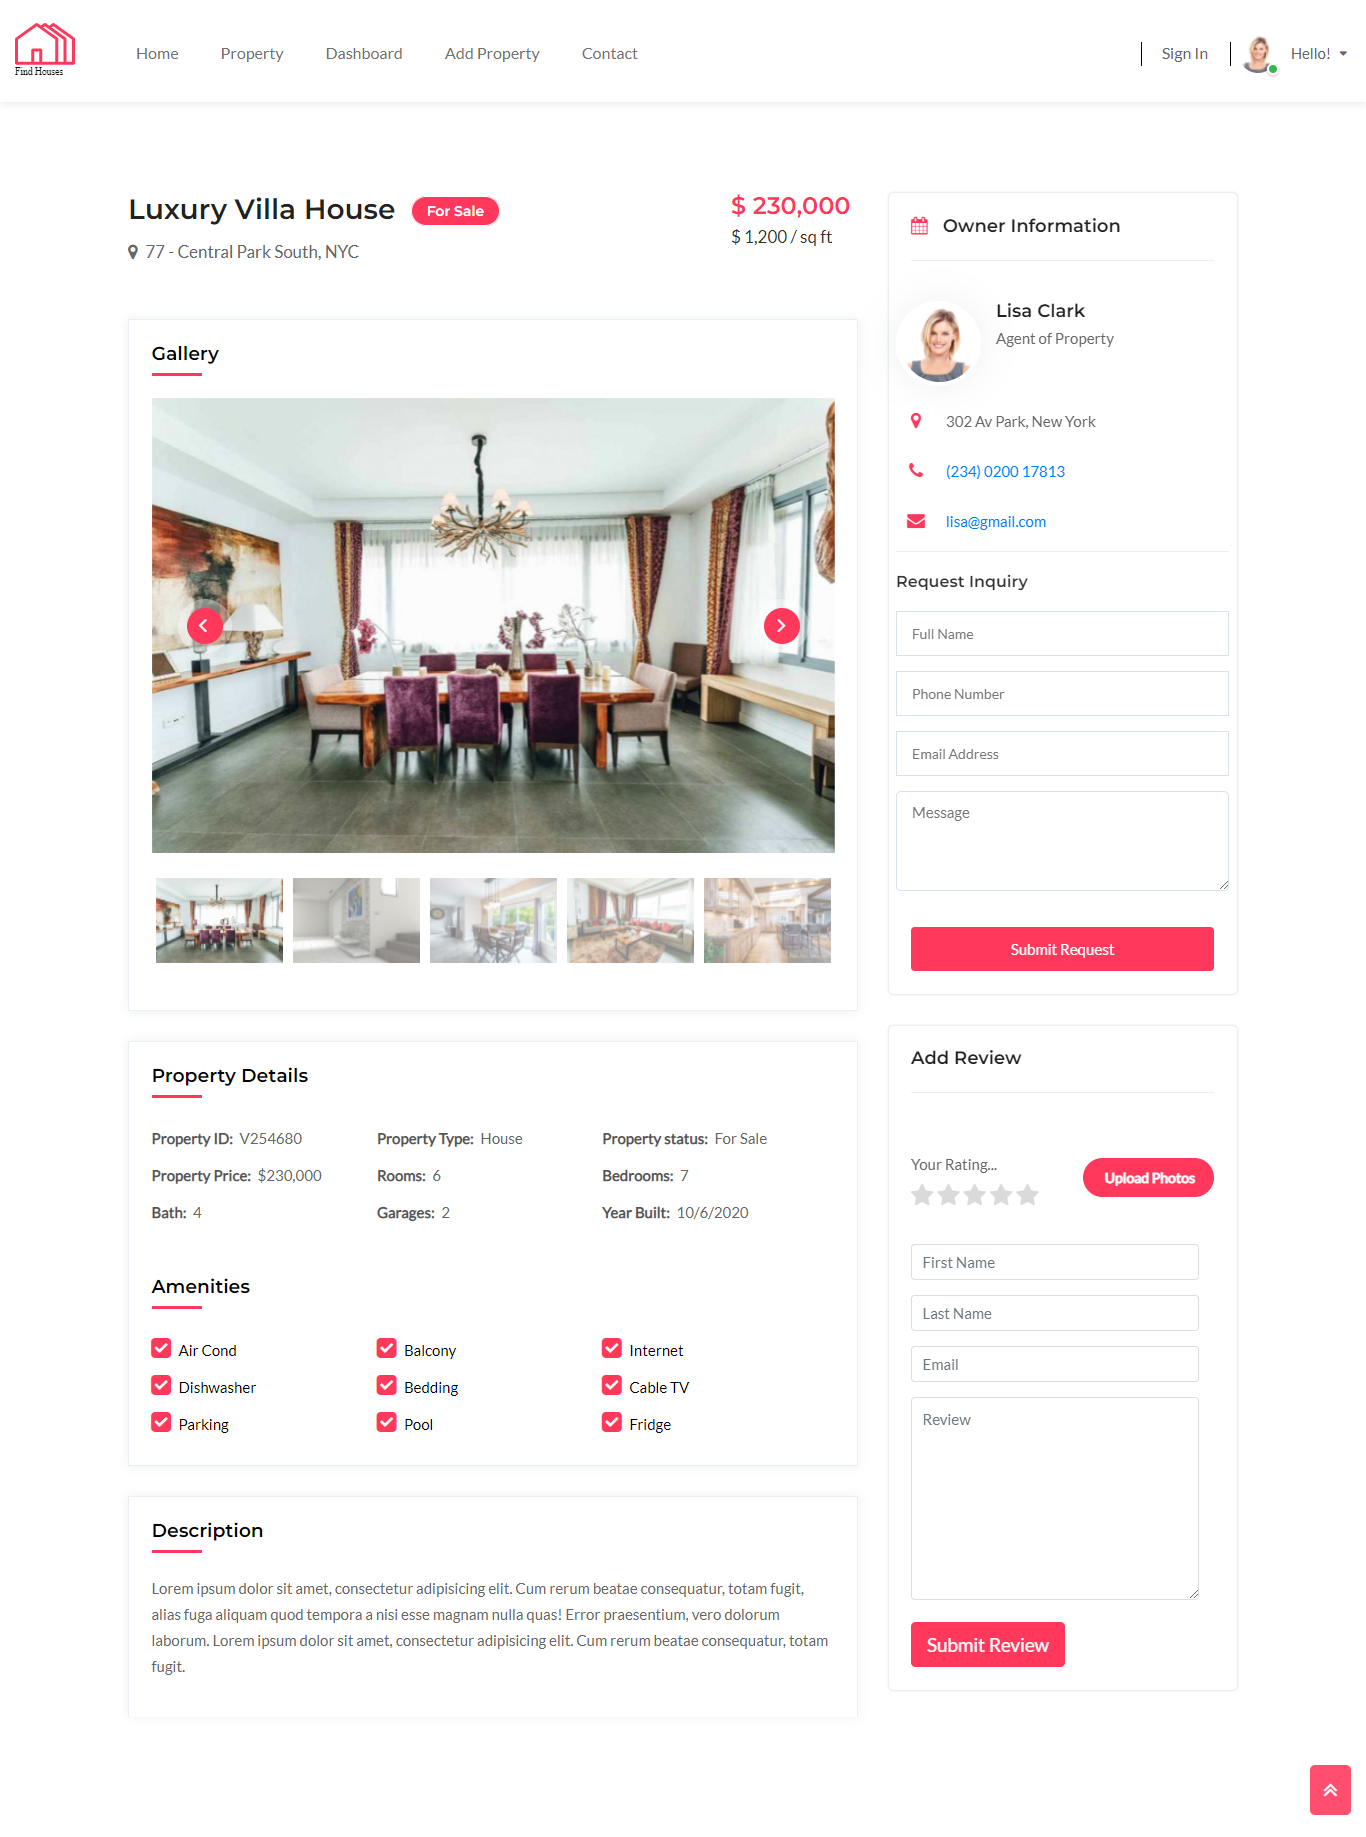 Find Houses
Home
Property
Dashboard
Add Property
Contact
Sign In
Hello!
Luxury Villa House
For Sale
77 - Central Park South, NYC
$ 230,000
$ 1,200 / sq ft
Gallery
Property Details
Property ID: V254680
Property Type: House
Property status: For Sale
Property Price: $230,000
Rooms: 6
Bedrooms: 7
Bath: 4
Garages: 2
Year Built: 10/6/2020
Amenities
Air Cond
Balcony
Internet
Dishwasher
Bedding
Cable TV
Parking
Pool
Fridge
Description
Lorem ipsum dolor sit amet, consectetur adipisicing elit. Cum rerum beatae consequatur, totam fugit,
alias fuga aliquam quod tempora a nisi esse magnam nulla quas! Error praesentium, vero dolorum
laborum. Lorem ipsum dolor sit amet, consectetur adipisicing elit. Cum rerum beatae consequatur, totam
fugit.
Owner Information
Lisa Clark
Agent of Property
302 Av Park, New York
(234) 0200 17813
lisa@gmail.com
Request Inquiry
Full Name
Phone Number
Email Address
Message
Submit Request
Add Review
Your Rating...
Upload Photos
First Name
Last Name
Email
Review
Submit Review